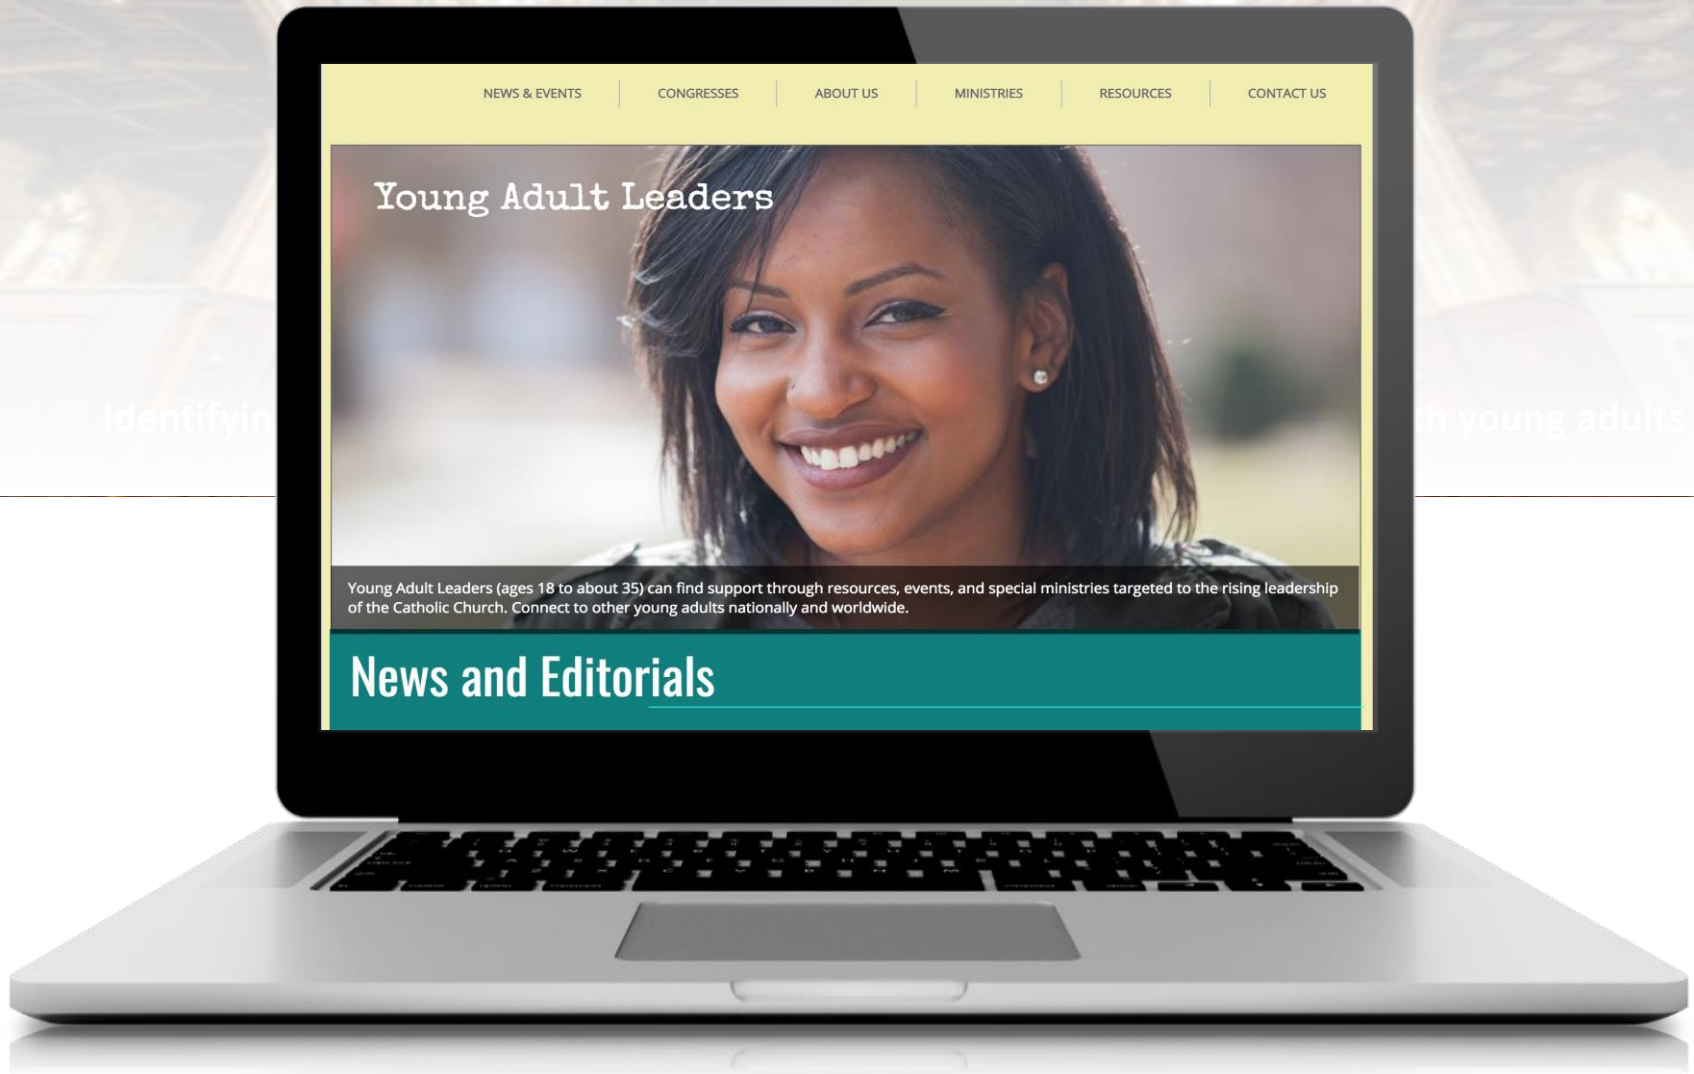 NEWS & EVENTS CONGRESSES ABOUT US MINISTRIES RESOURCES CONTACT US
Young Adult Leaders
Identifyin
th young adults
Young Adult Leaders (ages 18 to about 35) can find support through resources, events, and special ministries targeted to the rising leadership
of the Catholic Church. Connect to other young adults nationally and worldwide.
News and Editorials